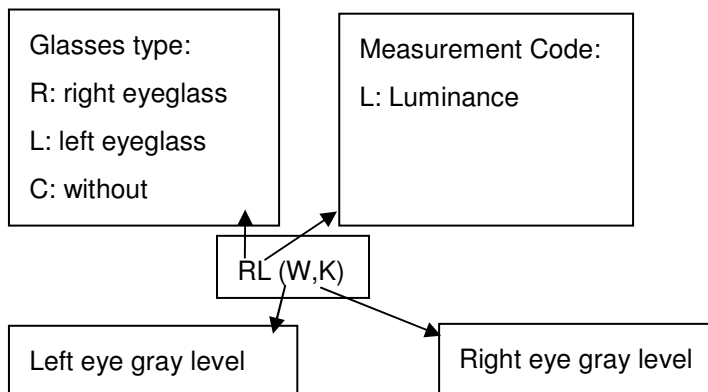 Glasses type:
R: right eyeglass
L: left eyeglass
C: without
Measurement Code:
L: Luminance
RL (W,K)
Left eye gray level
Right eye gray level